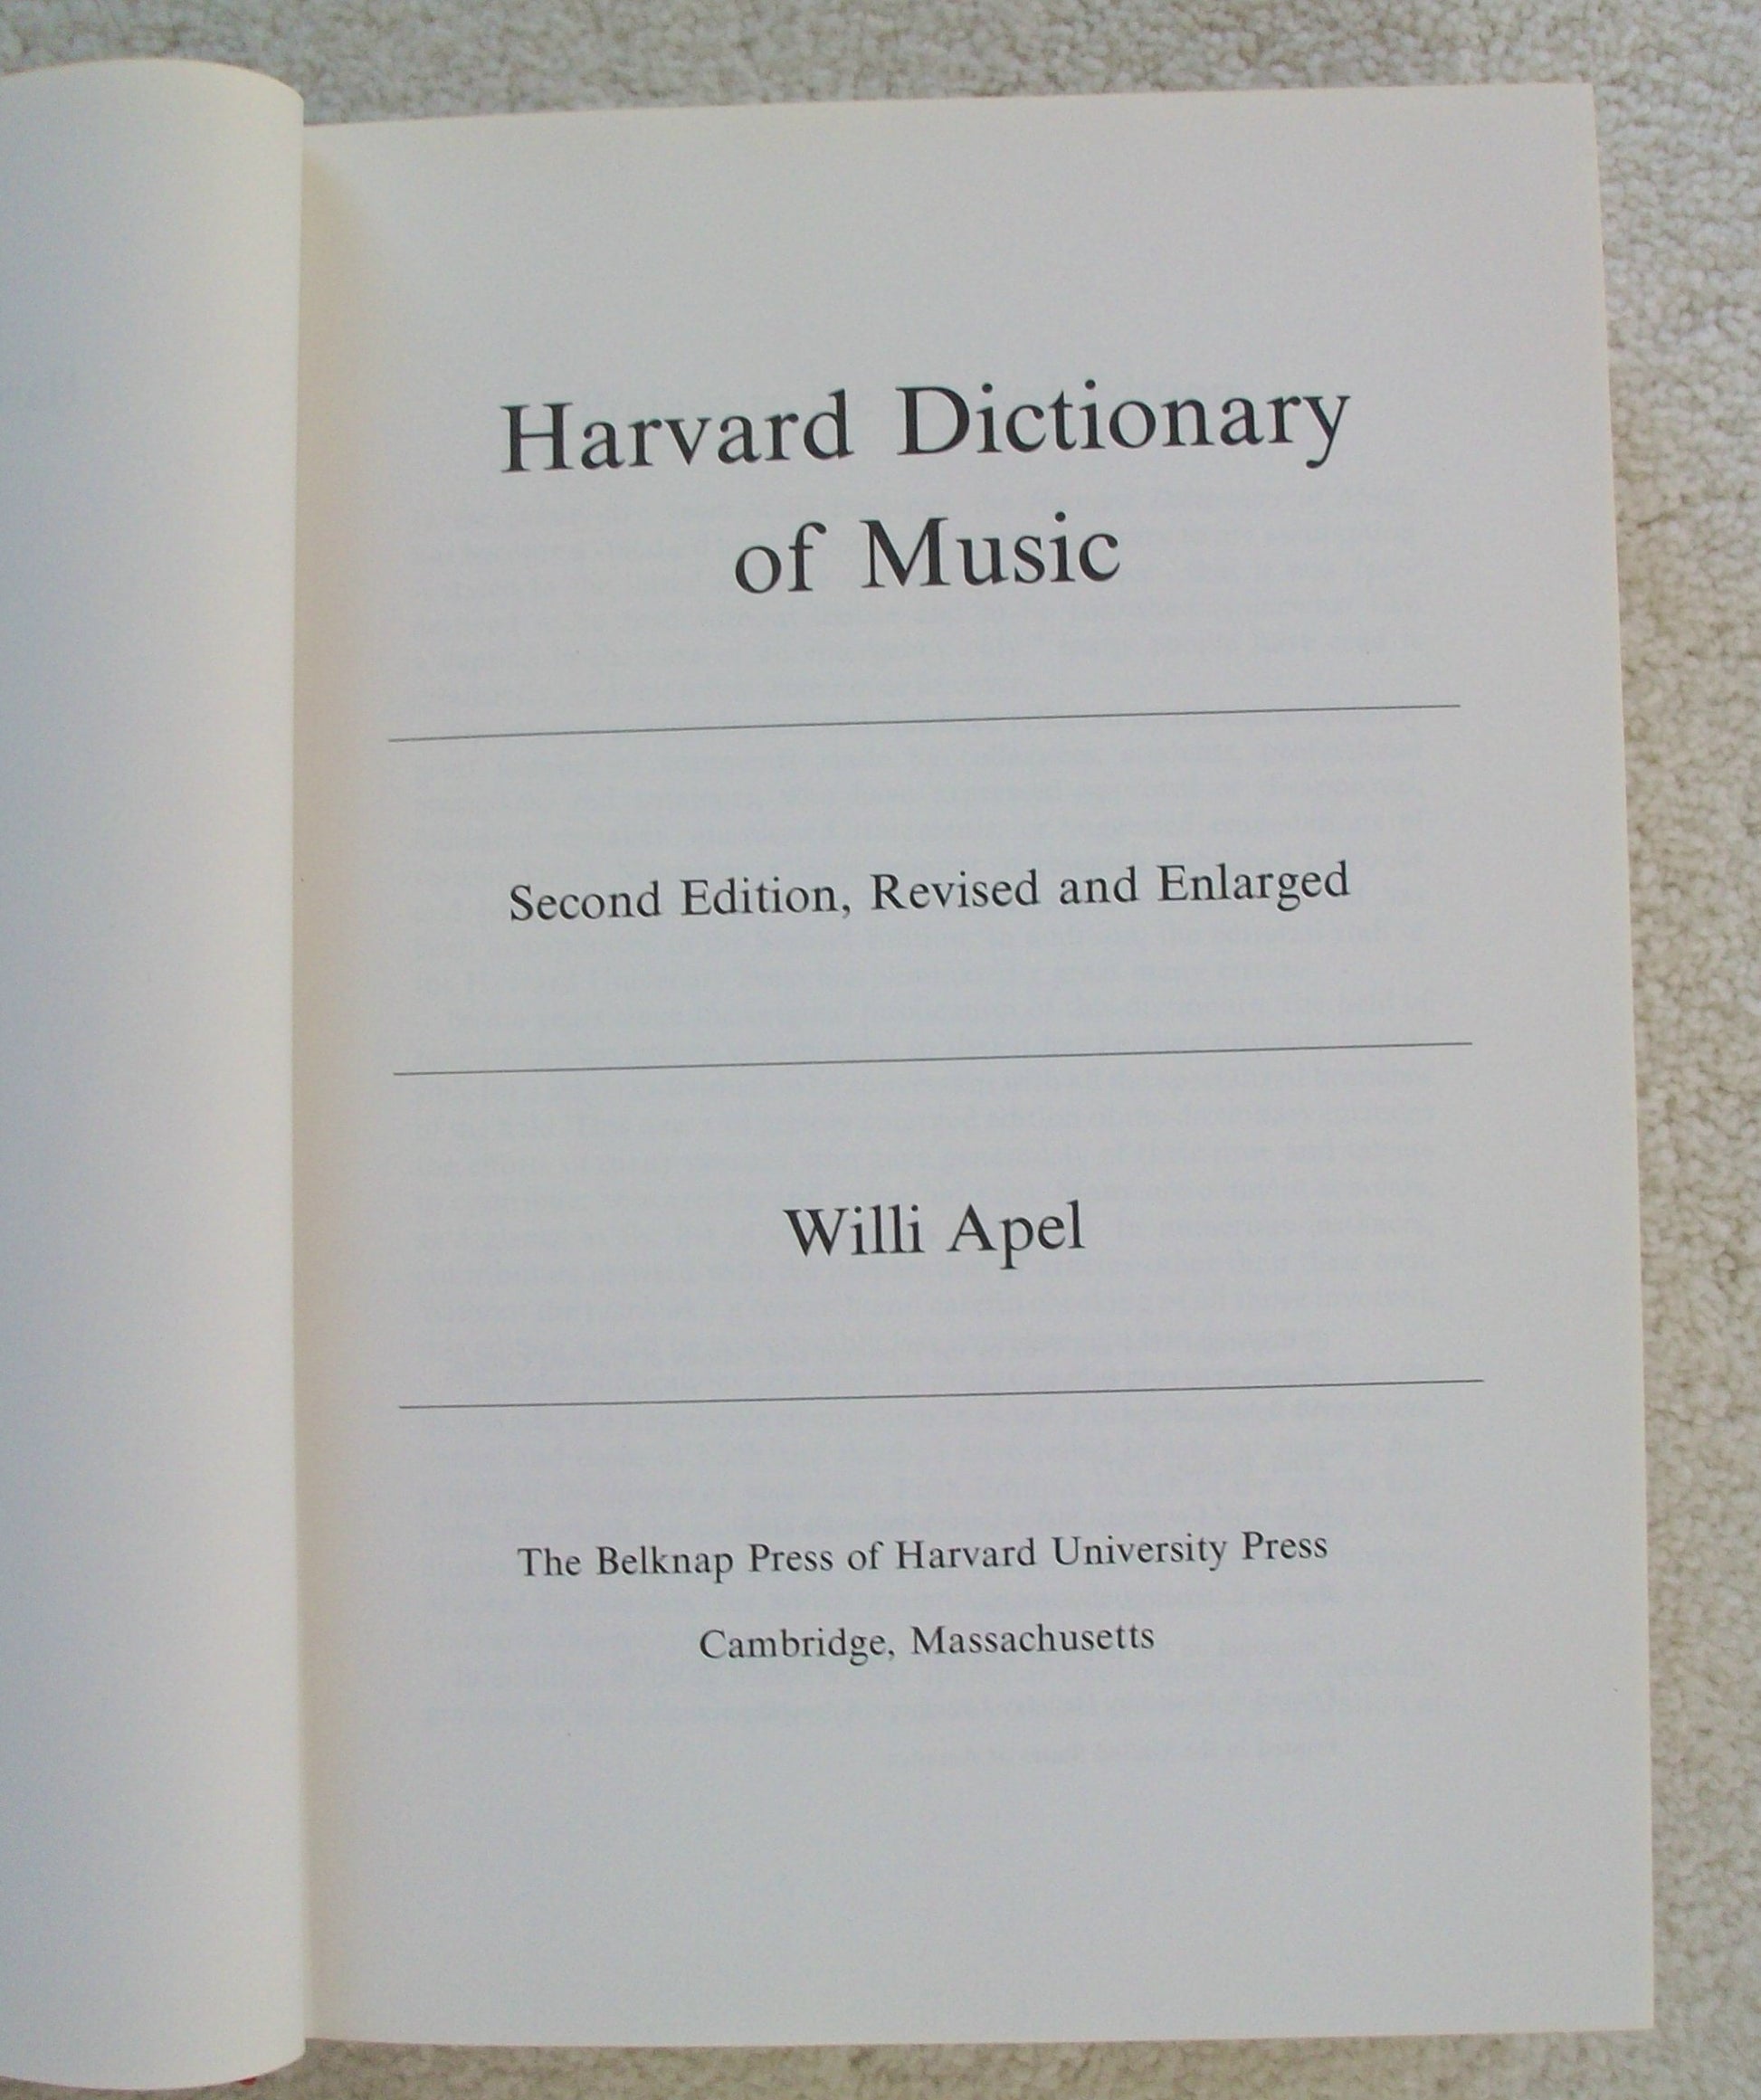 Harvard Dictionary
of Music
Second Edition, Revised and Enlarged
Willi Apel
The Belknap Press of Harvard University Press
Cambridge, Massachusetts